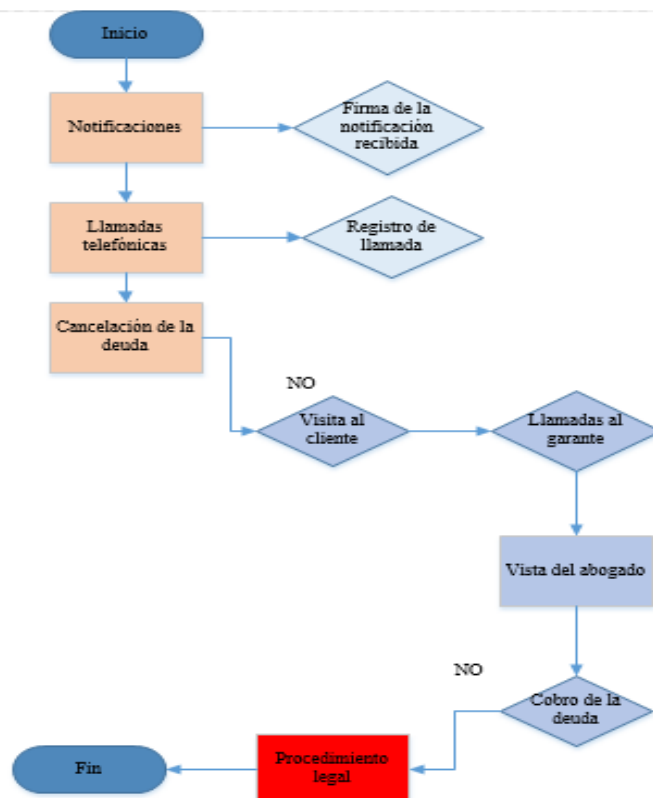 Inicio
Notificaciones
Firma de la
notificación
recibida
Llamadas
telefónicas
Registro de
llamada
Cancelación de la
deuda
NO
Visita al
cliente
Llamadas al
garante
Vista del abogado
NO
Cobro de la
deuda
Procedimiento
legal
Fin